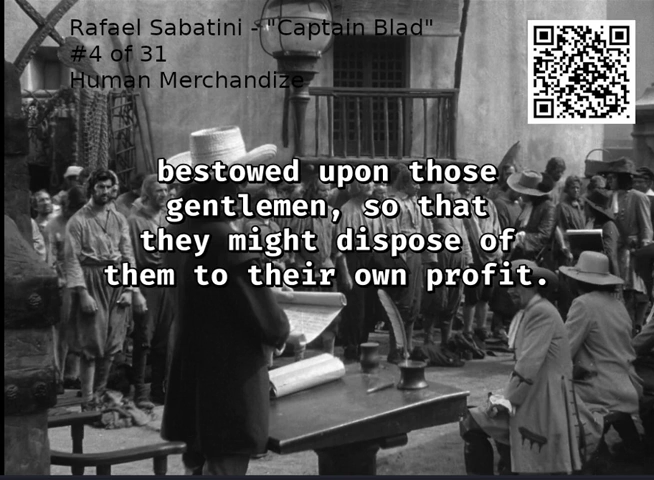 Rafael Sabatini - "Captain Blad"
#4 of 31
Human Merchandize
bestowed upon those
gentlemen, so that
they might dispose of
them to their own profit.